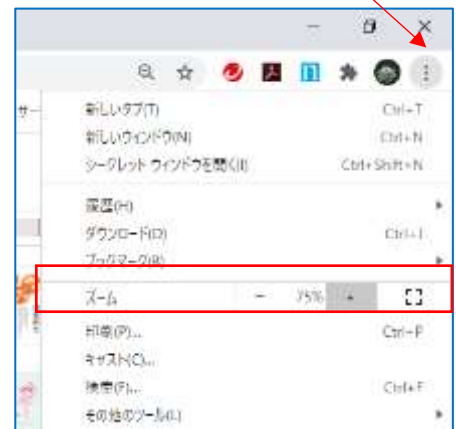 サー
新しいタブ(T) Ctrl+T
新しいウィンドウ(N) Ctrl+N
シークレット ウィンドウを開く(I) Ctrl+Shift+N
履歴(H)
ダウンロード(D) Ctrl+J
ブックマーク(B)
ズーム - 75% +
印刷(P)... Ctrl+P
キャスト(C)...
検索(F)... Ctrl+F
その他のツール(L)